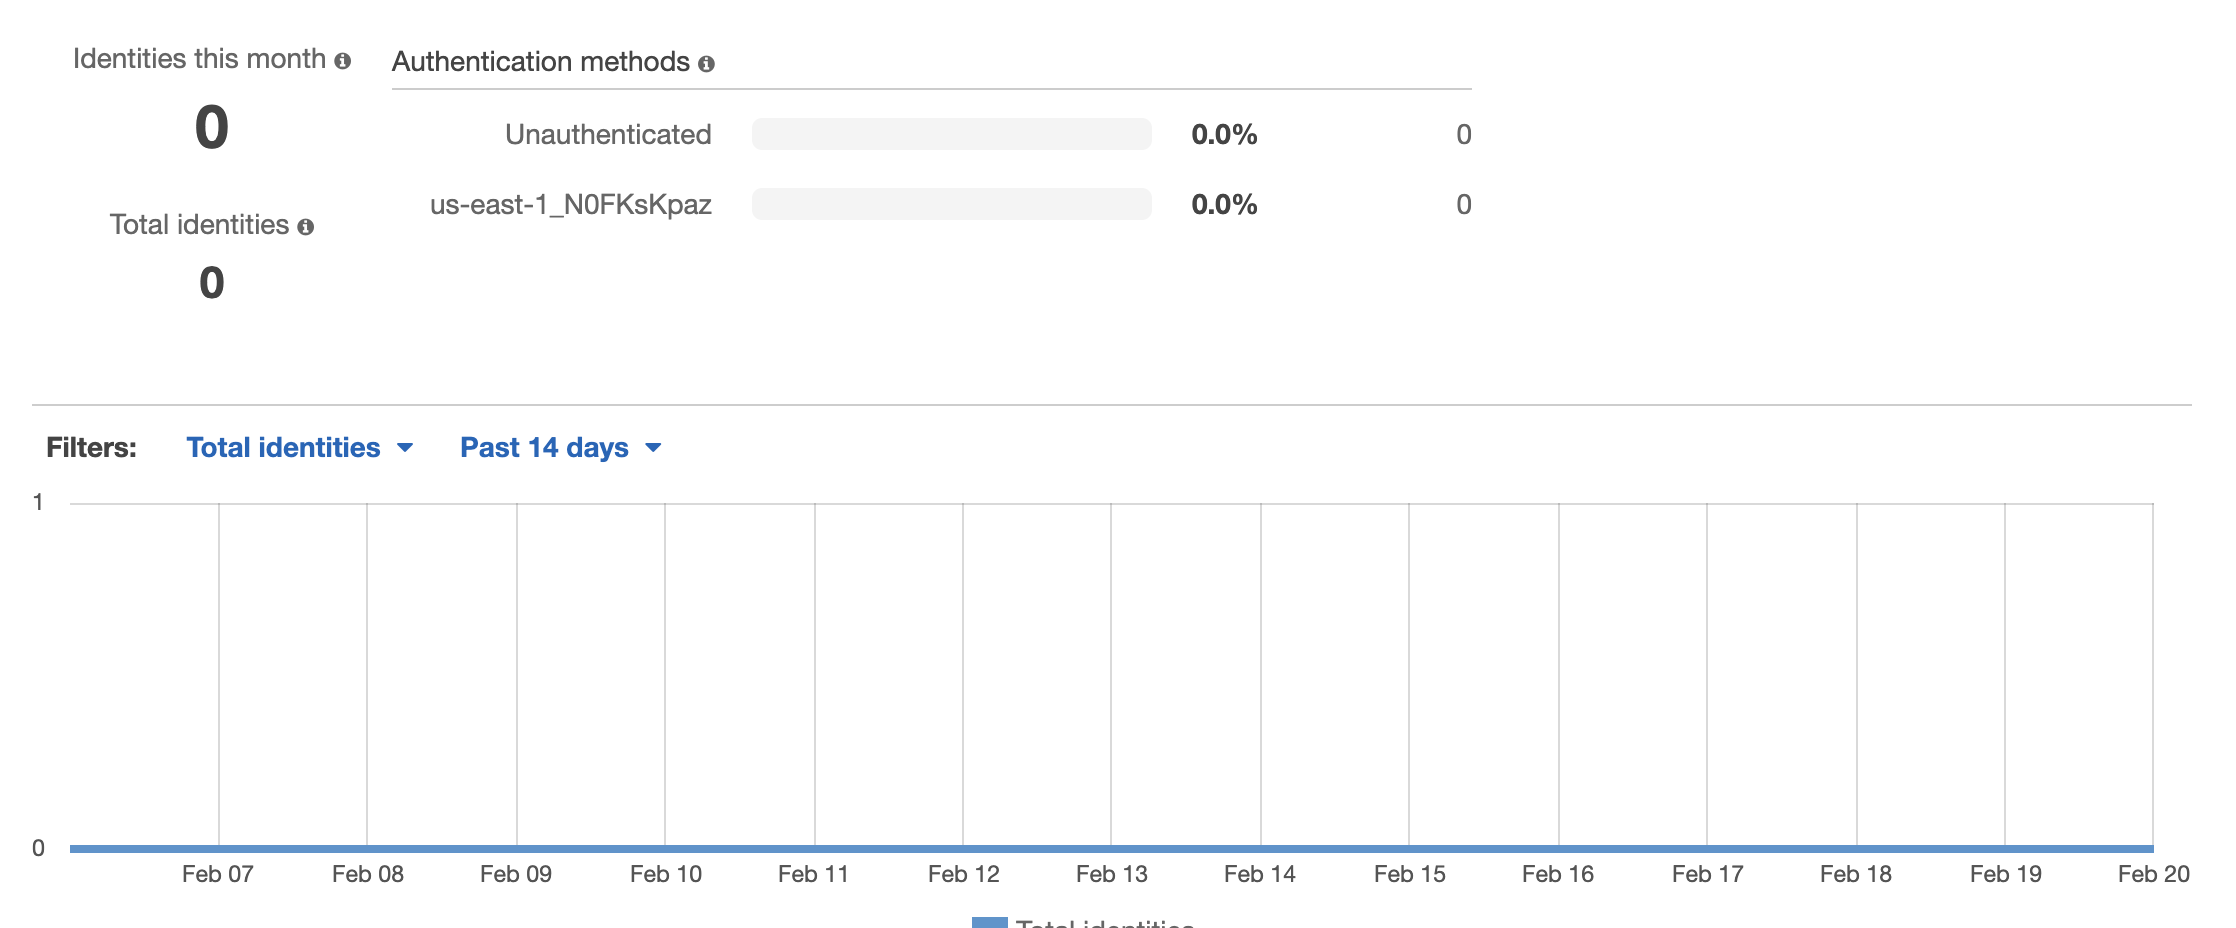 Identities this month
0
Total identities
0
Authentication methods
Unauthenticated 0.0% 0
us-east-1_N0FKsKpaz 0.0% 0
Filters: Total identities Past 14 days
1
0
Feb 07 Feb 08 Feb 09 Feb 10 Feb 11 Feb 12 Feb 13 Feb 14 Feb 15 Feb 16 Feb 17 Feb 18 Feb 19 Feb 20
Total identities